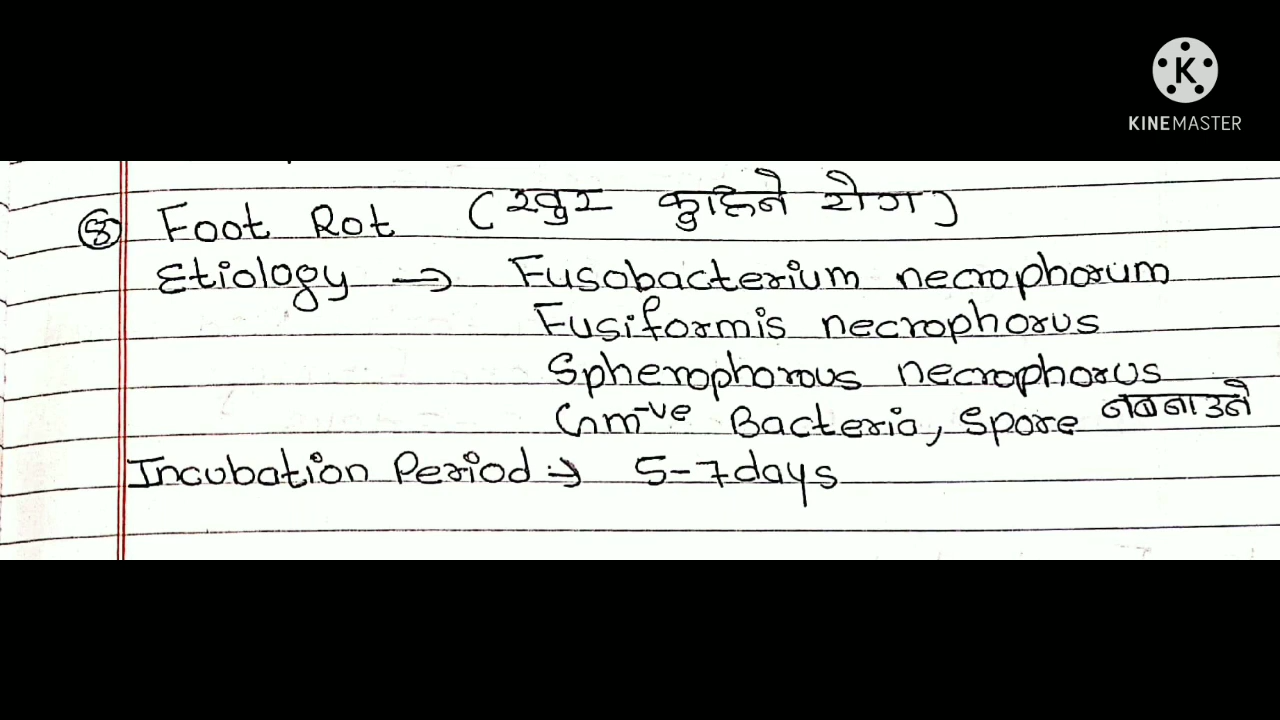 KINEMASTER
⑧ Foot Rot (खुर कुहिने रोग)
Etiology → Fusobacterium necrophorum
Fusiformis necrophorus
Spherophorous necrophorus
Gm-ve Bacteria, Spore नबनाउने
Incubation Period :→ 5-7days